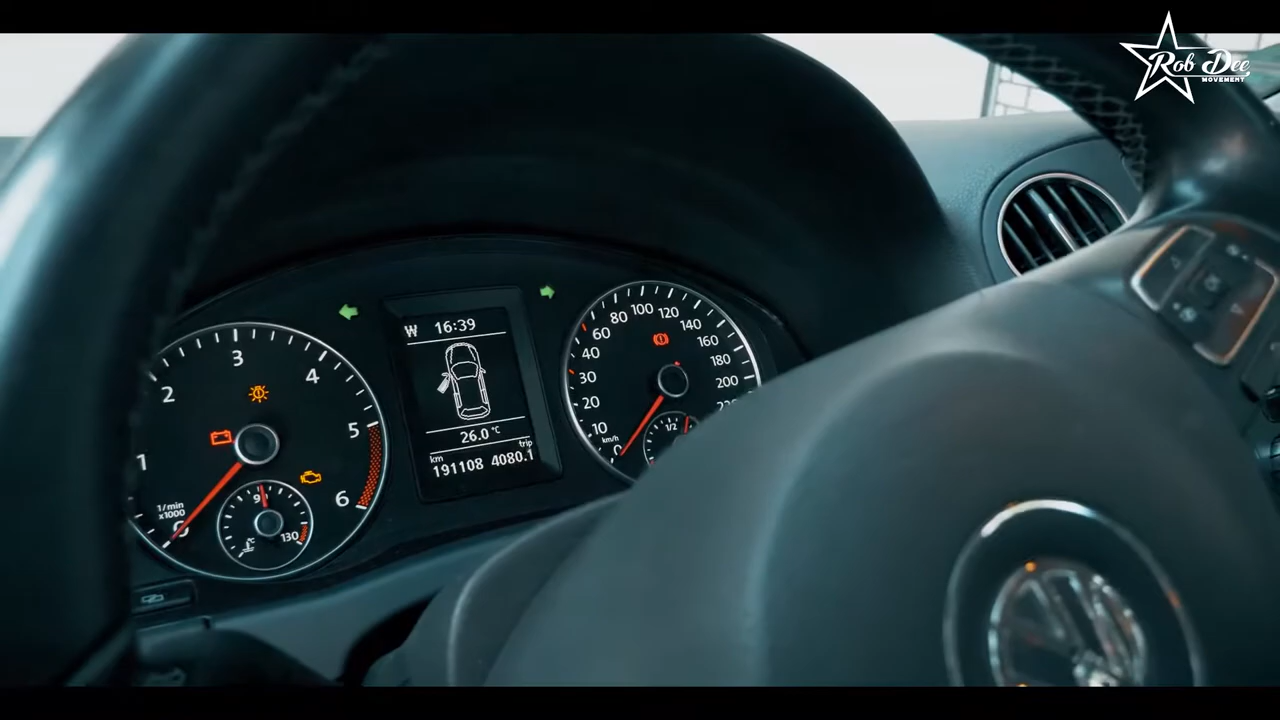 Rob Dee
MOVEMENT
1
2
3
4
5
6
1/min
x1000
0
130
°C
16:39
26.0 °C
km
trip
191108 4080.1
10
20
30
40
60
80
100
120
140
160
180
200
km/h
0
1/2